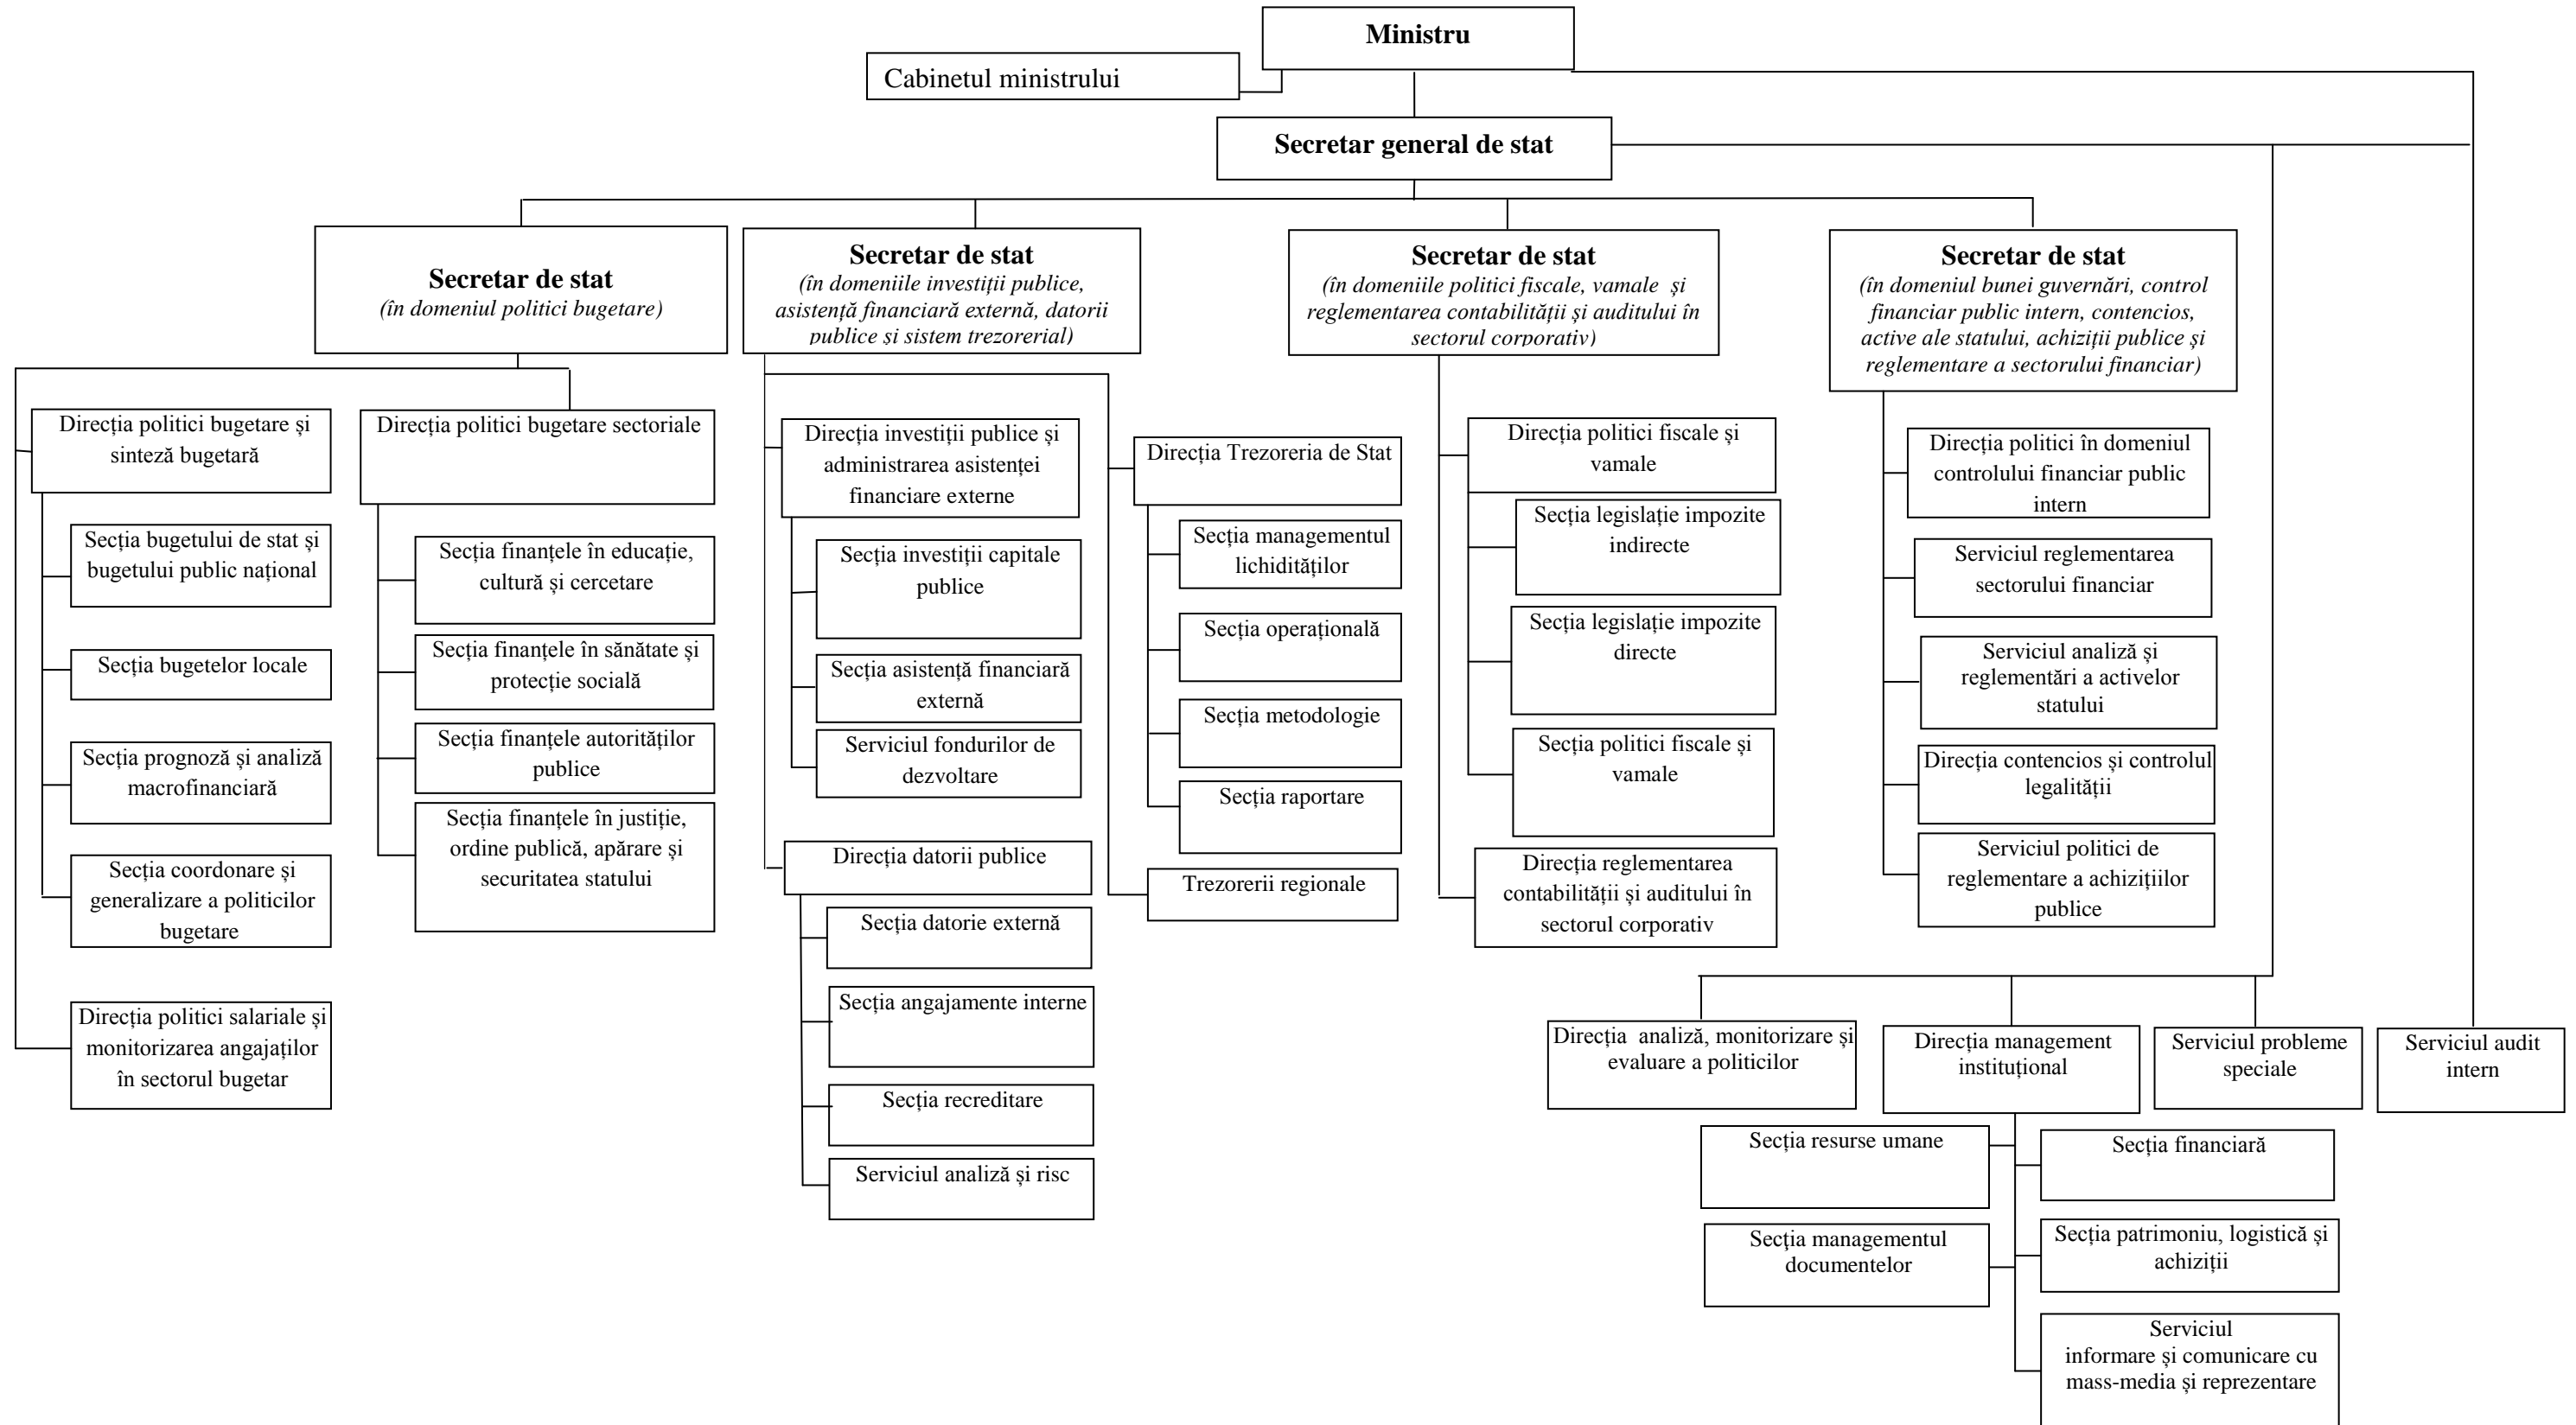 Ministru
Cabinetul ministrului
Secretar general de stat
Secretar de stat
(în domeniul politici bugetare)
Secretar de stat
(în domeniile investiții publice,
asistență financiară externă, datorii
publice și sistem trezorerial)
Secretar de stat
(în domeniile politici fiscale, vamale și
reglementarea contabilității și auditului în
sectorul corporativ)
Secretar de stat
(în domeniul bunei guvernări, control
financiar public intern, contencios,
active ale statului, achiziții publice și
reglementare a sectorului financiar)
Direcția politici bugetare și
sinteză bugetară
Secția bugetului de stat și
bugetului public național
Secția bugetelor locale
Secția prognoză și analiză
macrofinanciară
Secția coordonare și
generalizare a politicilor
bugetare
Direcția politici salariale și
monitorizarea angajaților
în sectorul bugetar
Direcția politici bugetare sectoriale
Secția finanțele în educație,
cultură și cercetare
Secția finanțele în sănătate și
protecție socială
Secția finanțele autorităților
publice
Secția finanțele în justiție,
ordine publică, apărare și
securitatea statului
Direcția investiții publice și
administrarea asistenței
financiare externe
Secția investiții capitale
publice
Secția asistență financiară
externă
Serviciul fondurilor de
dezvoltare
Direcția datorii publice
Secția datorie externă
Secția angajamente interne
Secția recreditare
Serviciul analiză și risc
Direcția Trezoreria de Stat
Secția managementul
lichidităților
Secția operațională
Secția metodologie
Secția raportare
Trezorerii regionale
Direcția politici fiscale și
vamale
Secția legislație impozite
indirecte
Secția legislație impozite
directe
Secția politici fiscale și
vamale
Direcția reglementarea
contabilității și auditului în
sectorul corporativ
Direcția politici în domeniul
controlului financiar public
intern
Serviciul reglementarea
sectorului financiar
Serviciul analiză și
reglementări a activelor
statului
Direcția contencios și controlul
legalității
Serviciul politici de
reglementare a achizițiilor
publice
Direcția analiză, monitorizare și
evaluare a politicilor
Direcția management
instituțional
Serviciul probleme
speciale
Serviciul audit
intern
Secția resurse umane
Secția financiară
Secția managementul
documentelor
Secția patrimoniu, logistică și
achiziții
Serviciul
informare și comunicare cu
mass-media și reprezentare